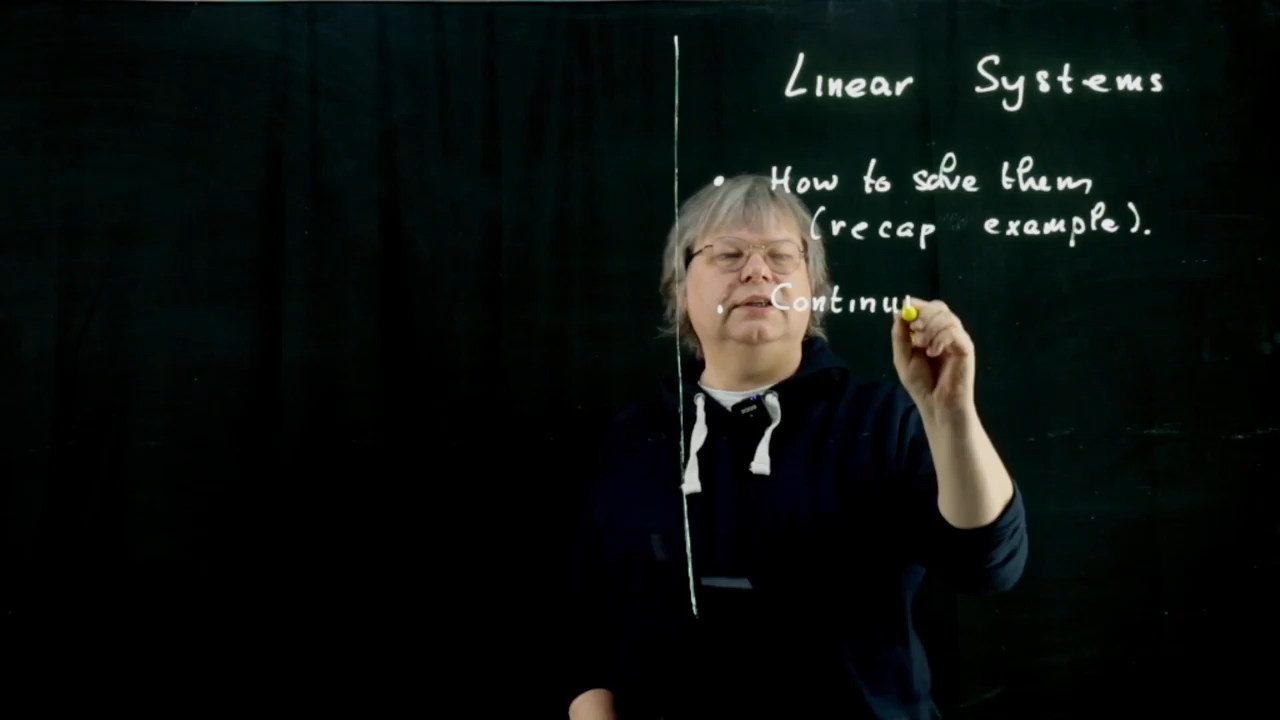 Linear Systems
• How to solve them
(recap example).
• Continu